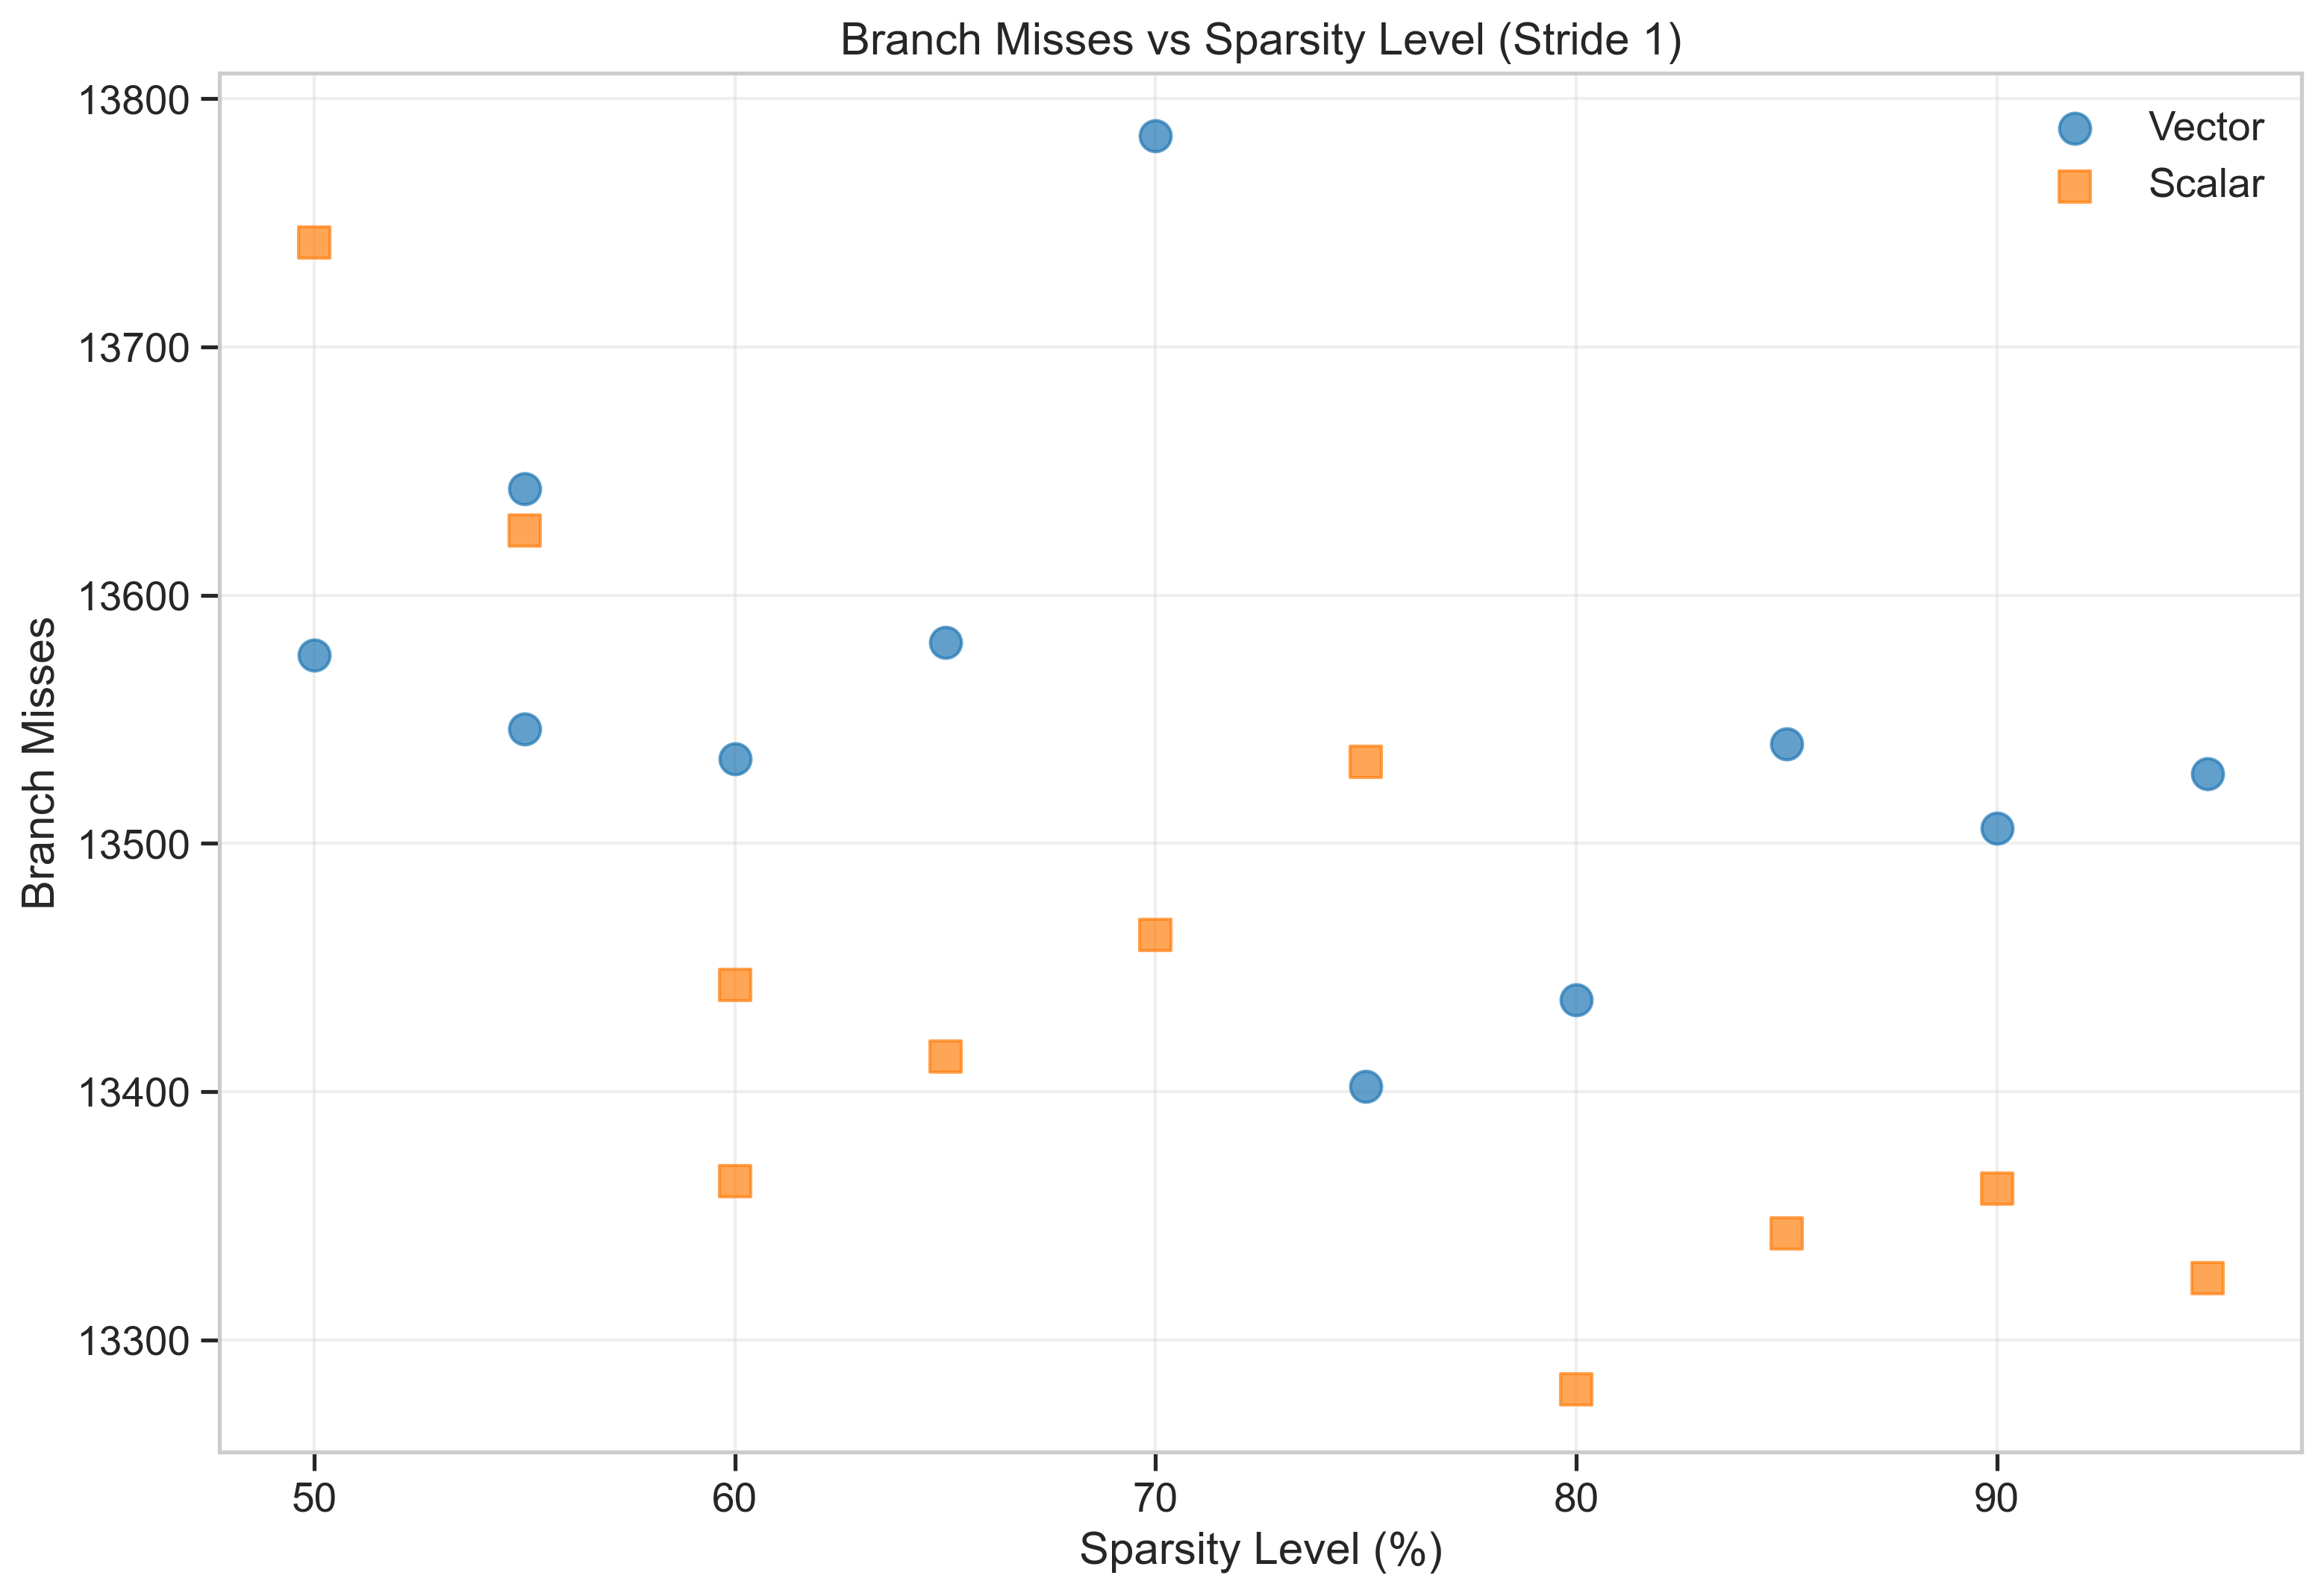 Branch Misses vs Sparsity Level (Stride 1)
Vector
Scalar
Branch Misses
13800
13700
13600
13500
13400
13300
50 60 70 80 90
Sparsity Level (%)